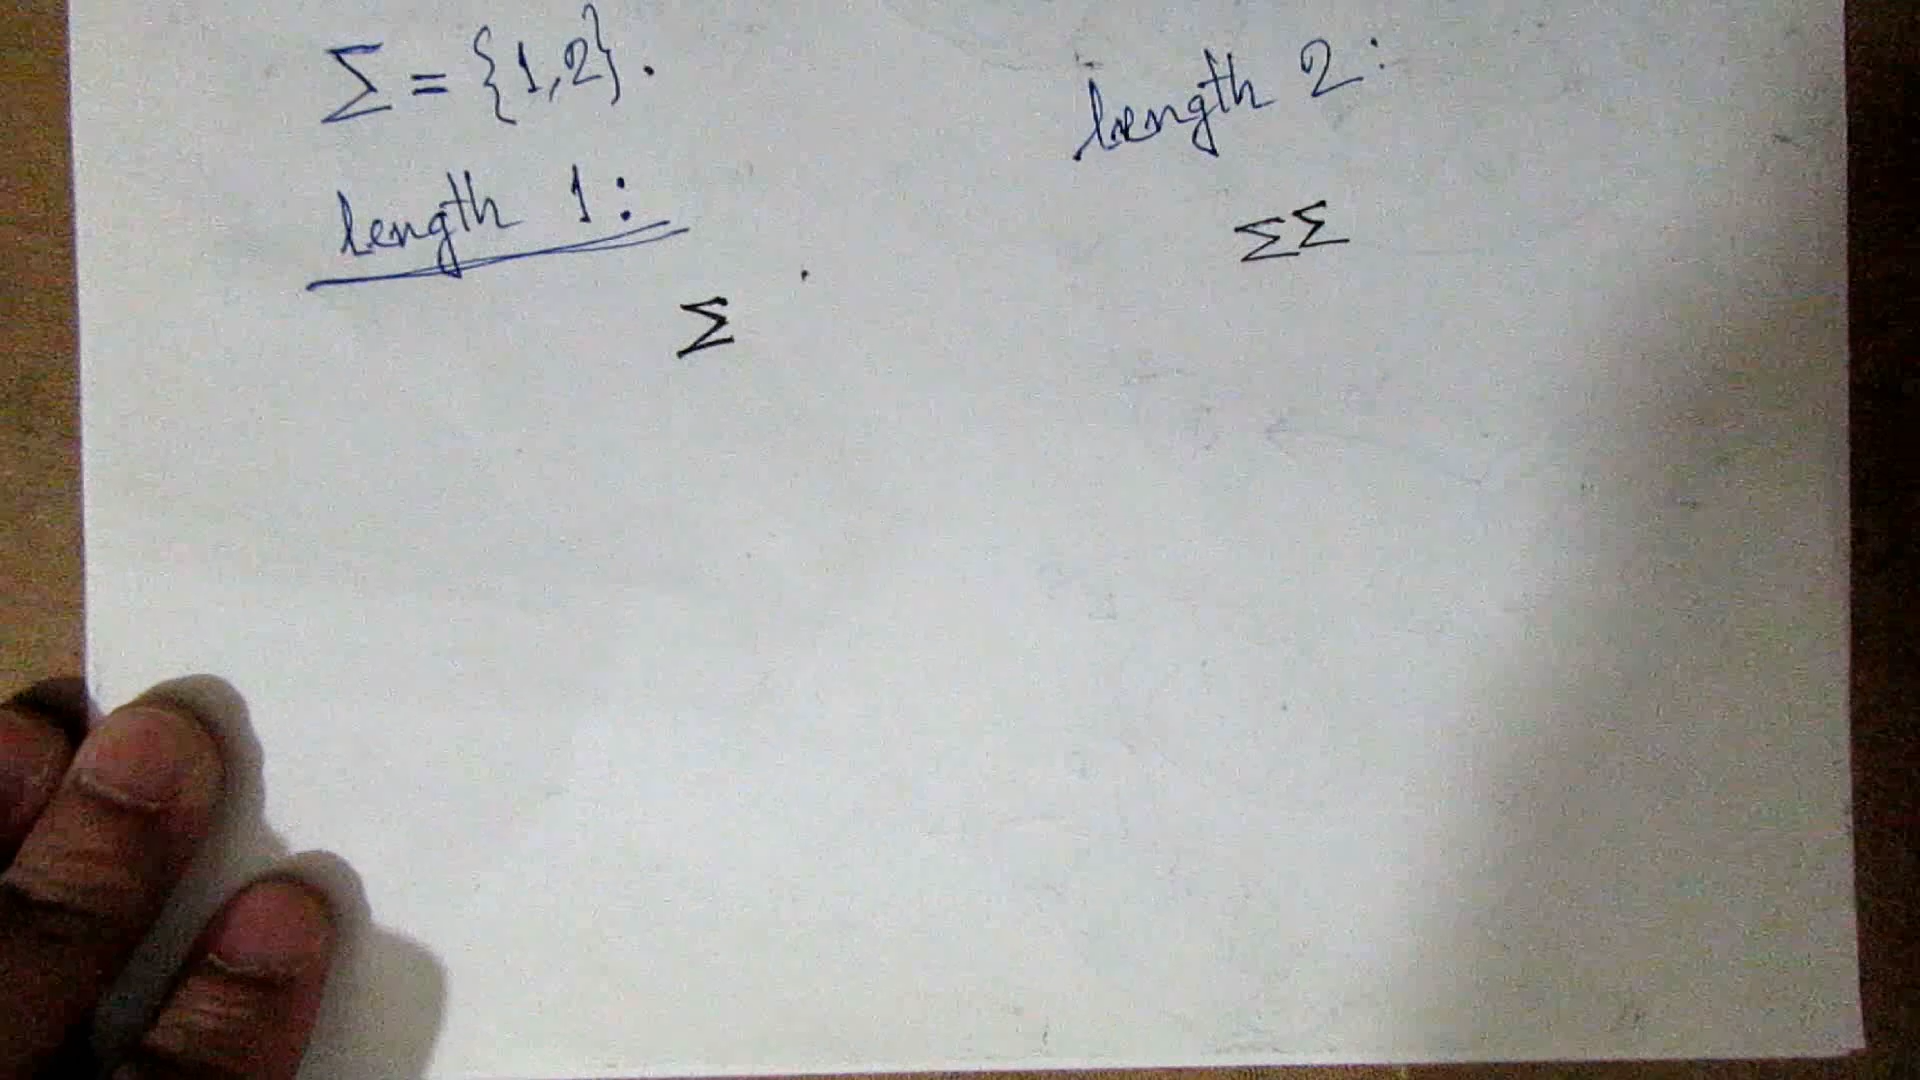 Σ = {1,2}.
length 1:
Σ
length 2:
ΣΣ